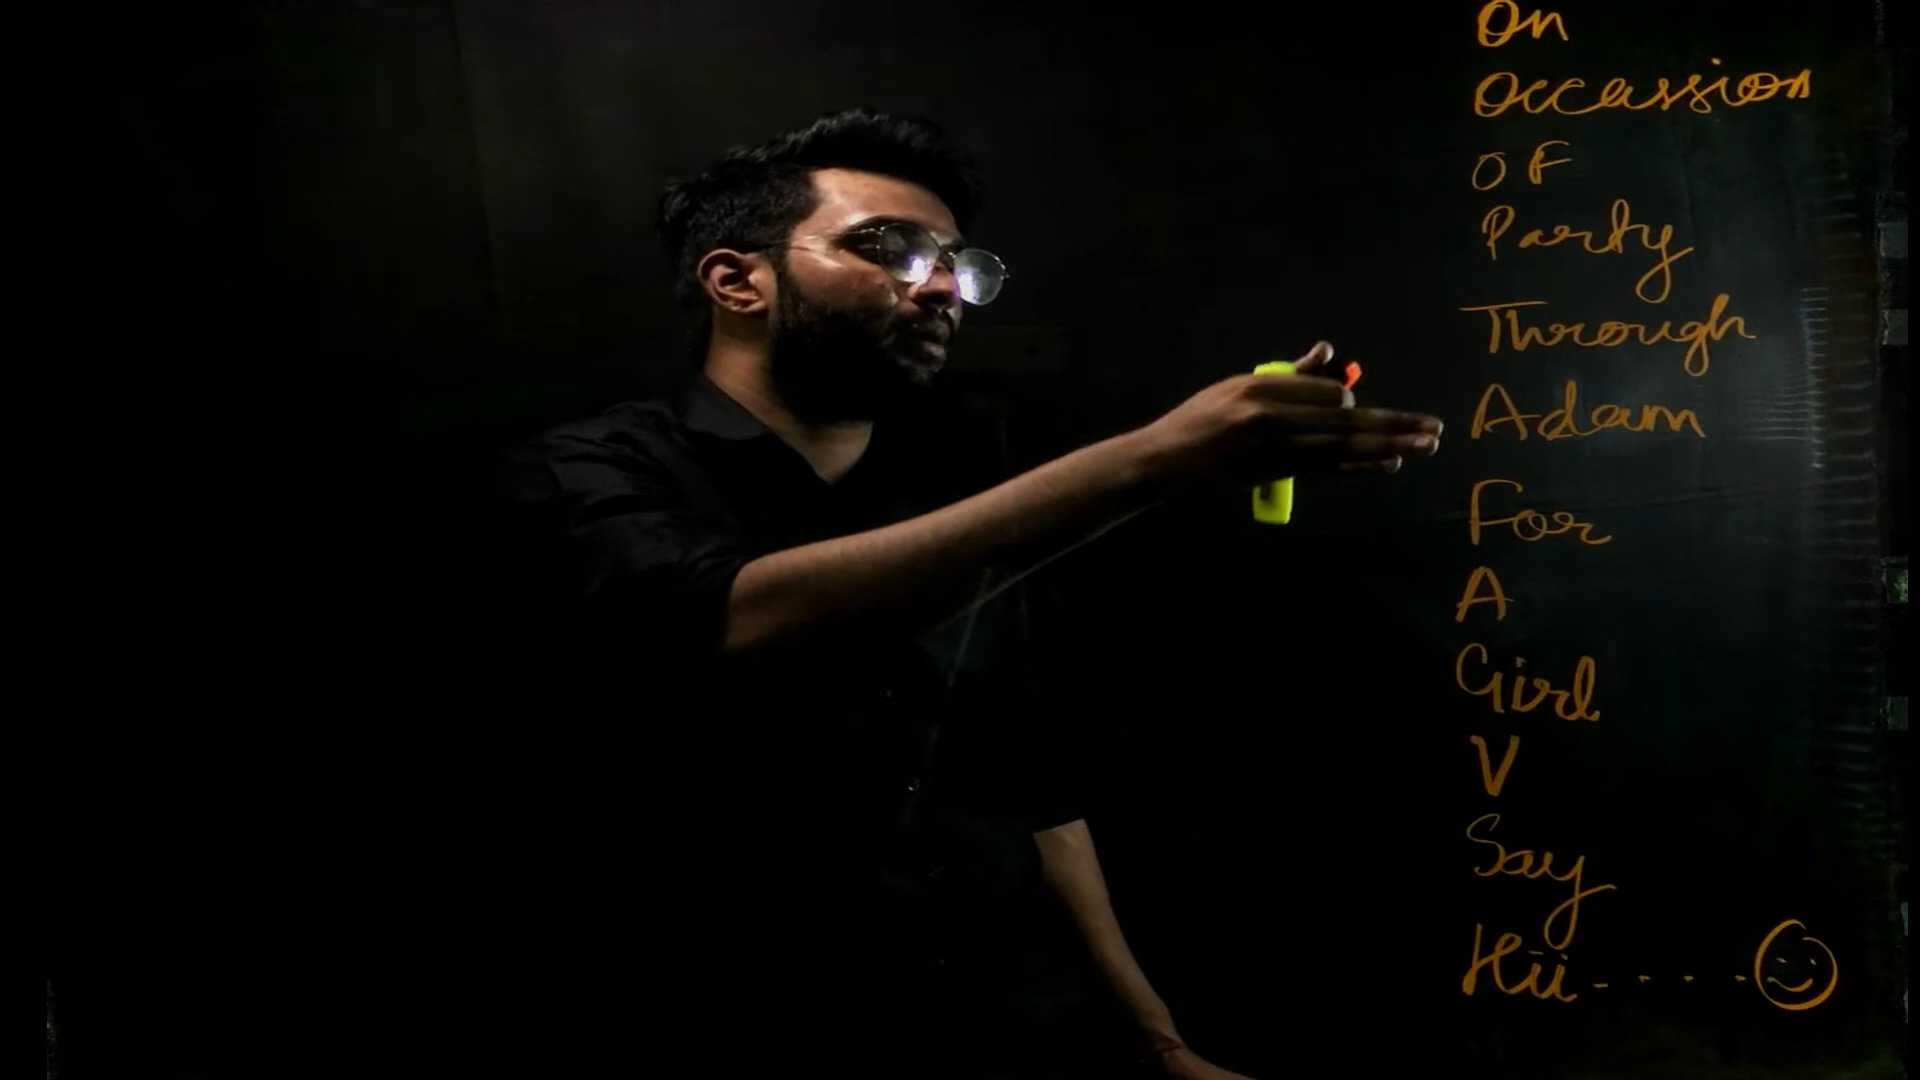 On
Occassion
OF
Party
Through
Adam
For
A
Girl
V
Say
Hii- - - - -